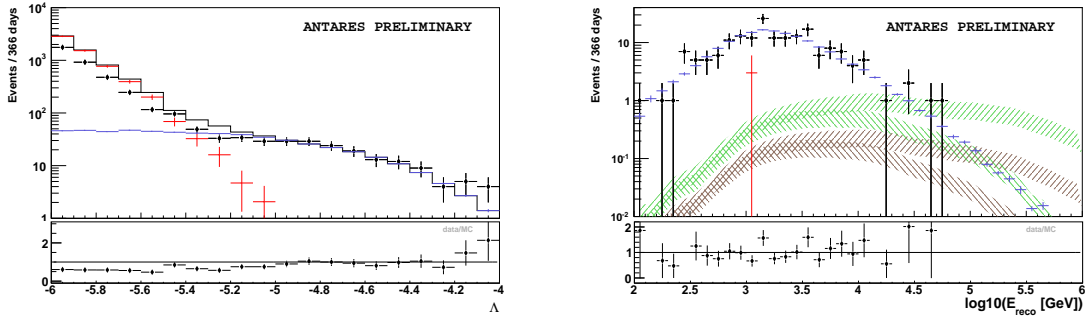 ANTARES PRELIMINARY
Events / 366 days
10⁴
10³
10²
10
1
data/MC
2
1
0
-6 -5.8 -5.6 -5.4 -5.2 -5 -4.8 -4.6 -4.4 -4.2 -4
Λ
ANTARES PRELIMINARY
Events / 366 days
10
1
10⁻¹
10⁻²
data/MC
2
1
0
2 2.5 3 3.5 4 4.5 5 5.5 6
log10(E_reco [GeV])